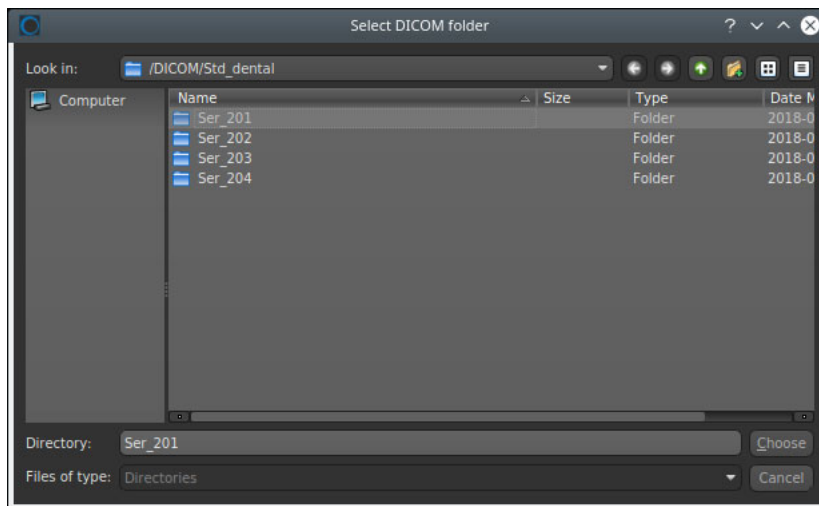 Select DICOM folder
Look in: /DICOM/Std_dental
Computer
Name Size Type Date M
Ser_201 Folder 2018-0
Ser_202 Folder 2018-0
Ser_203 Folder 2018-0
Ser_204 Folder 2018-0
Directory: Ser_201 Choose
Files of type: Directories Cancel